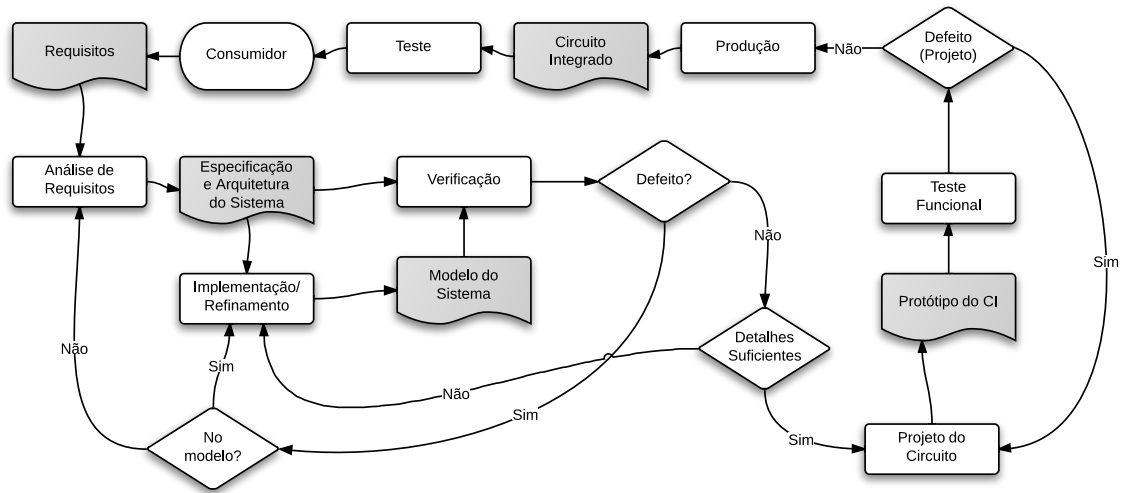 Requisitos
Consumidor
Teste
Circuito
Integrado
Produção
Não
Defeito
(Projeto)
Análise de
Requisitos
Especificação
e Arquitetura
do Sistema
Verificação
Defeito?
Não
Teste
Funcional
Sim
Implementação/
Refinamento
Modelo do
Sistema
Protótipo do CI
Não
Sim
Detalhes
Suficientes
Não
Sim
Sim
No
modelo?
Projeto do
Circuito